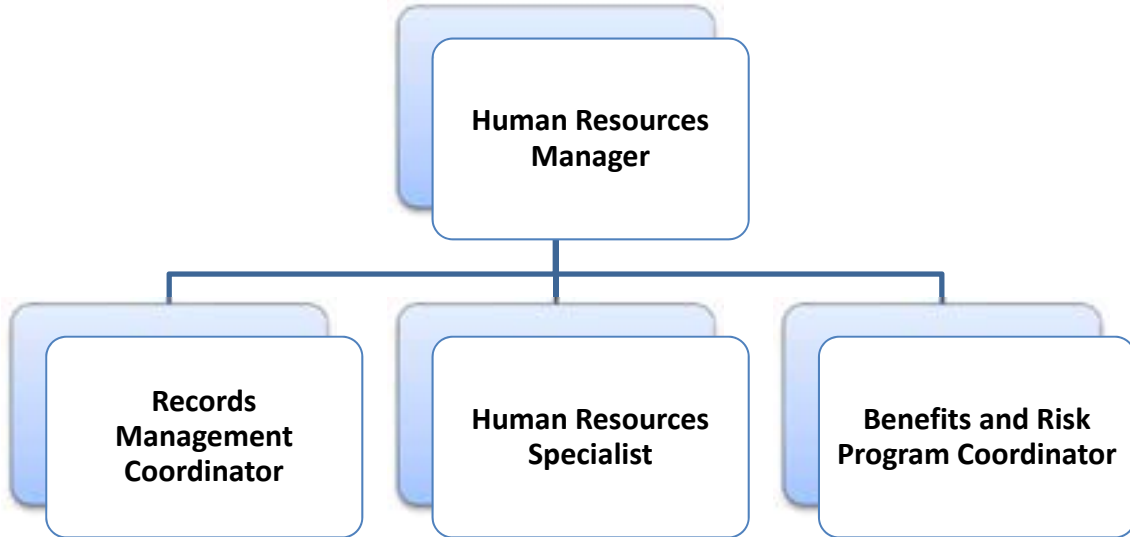 Human Resources
Manager
Records
Management
Coordinator
Human Resources
Specialist
Benefits and Risk
Program Coordinator